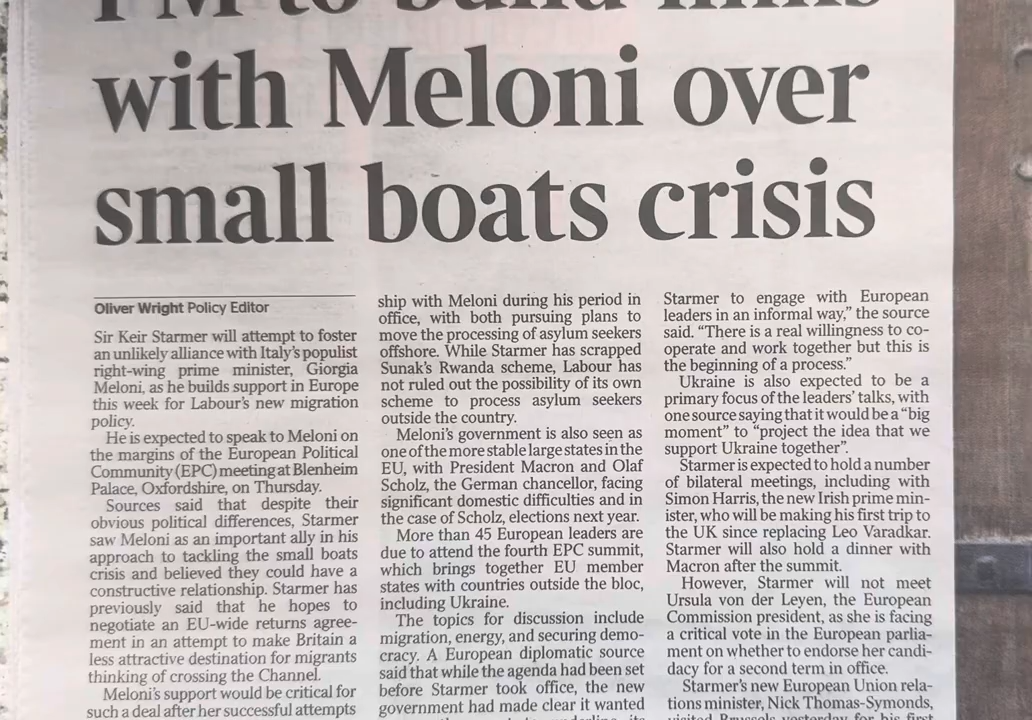 PM to build links
with Meloni over
small boats crisis
Oliver Wright Policy Editor
Sir Keir Starmer will attempt to foster
an unlikely alliance with Italy's populist
right-wing prime minister, Giorgia
Meloni, as he builds support in Europe
this week for Labour's new migration
policy.
He is expected to speak to Meloni on
the margins of the European Political
Community (EPC) meeting at Blenheim
Palace, Oxfordshire, on Thursday.
Sources said that despite their
obvious political differences, Starmer
saw Meloni as an important ally in his
approach to tackling the small boats
crisis and believed they could have a
constructive relationship. Starmer has
previously said that he hopes to
negotiate an EU-wide returns agree-
ment in an attempt to make Britain a
less attractive destination for migrants
thinking of crossing the Channel.
Meloni's support would be critical for
such a deal after her successful attempts
ship with Meloni during his period in
office, with both pursuing plans to
move the processing of asylum seekers
offshore. While Starmer has scrapped
Sunak's Rwanda scheme, Labour has
not ruled out the possibility of its own
scheme to process asylum seekers
outside the country.
Meloni's government is also seen as
one of the more stable large states in the
EU, with President Macron and Olaf
Scholz, the German chancellor, facing
significant domestic difficulties and in
the case of Scholz, elections next year.
More than 45 European leaders are
due to attend the fourth EPC summit,
which brings together EU member
states with countries outside the bloc,
including Ukraine.
The topics for discussion include
migration, energy, and securing demo-
cracy. A European diplomatic source
said that while the agenda had been set
before Starmer took office, the new
government had made clear it wanted
Starmer to engage with European
leaders in an informal way," the source
said. "There is a real willingness to co-
operate and work together but this is
the beginning of a process."
Ukraine is also expected to be a
primary focus of the leaders' talks, with
one source saying that it would be a "big
moment" to "project the idea that we
support Ukraine together".
Starmer is expected to hold a number
of bilateral meetings, including with
Simon Harris, the new Irish prime min-
ister, who will be making his first trip to
the UK since replacing Leo Varadkar.
Starmer will also hold a dinner with
Macron after the summit.
However, Starmer will not meet
Ursula von der Leyen, the European
Commission president, as she is facing
a critical vote in the European parlia-
ment on whether to endorse her candi-
dacy for a second term in office.
Starmer's new European Union rela-
tions minister, Nick Thomas-Symonds,
visited Brussels yesterday for his first